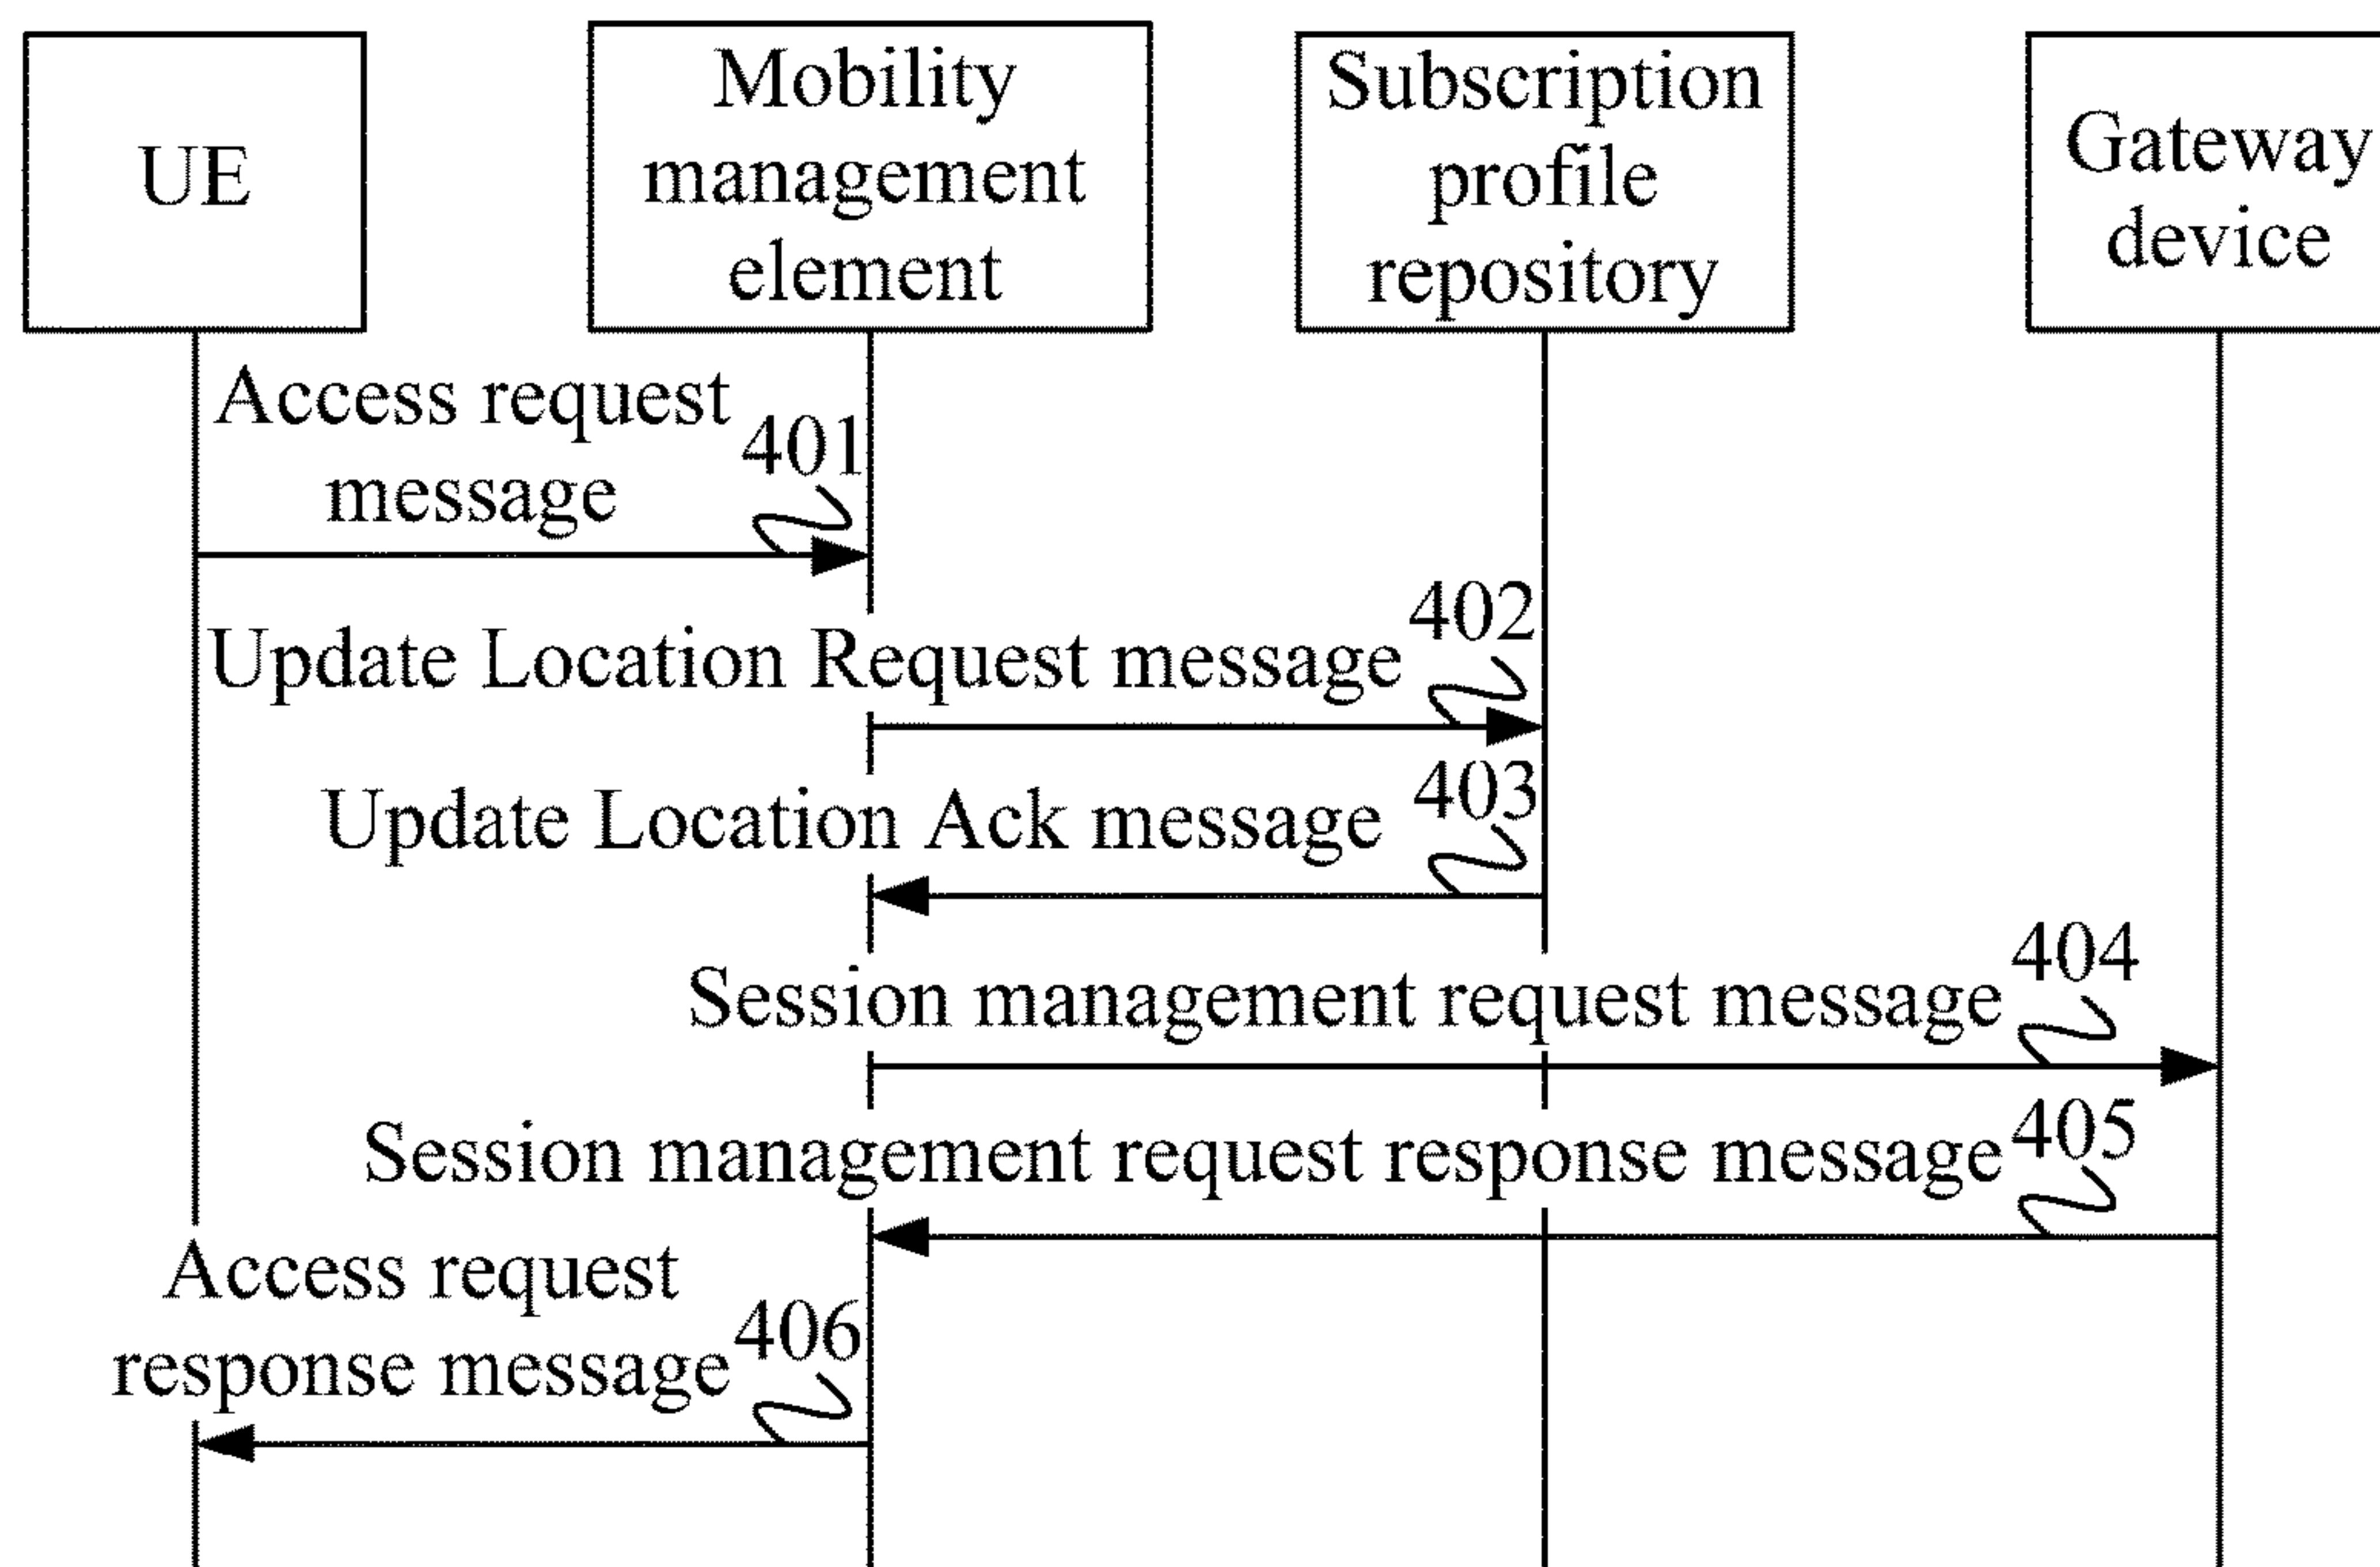 UE
Mobility
management
element
Subscription
profile
repository
Gateway
device
Access request
message
401
Update Location Request message
402
Update Location Ack message
403
Session management request message
404
Session management request response message
405
Access request
response message
406